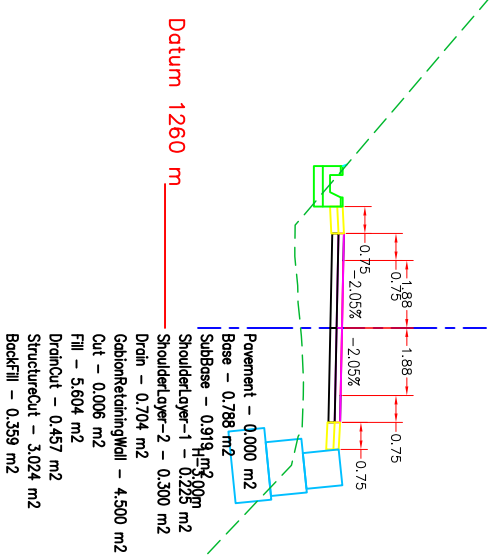 Datum 1260 m
0.75
0.75
1.88
-2.05%
-2.05%
1.88
0.75
0.75
H=3.00m
Pavement - 0.000 m2
Base - 0.788 m2
SubBase - 0.919 m2
ShoulderLayer-1 - 0.225 m2
ShoulderLayer-2 - 0.300 m2
Drain - 0.704 m2
GabionRetainingWall - 4.500 m2
Cut - 0.006 m2
Fill - 5.604 m2
DrainCut - 0.457 m2
StructureCut - 3.024 m2
BackFill - 0.359 m2